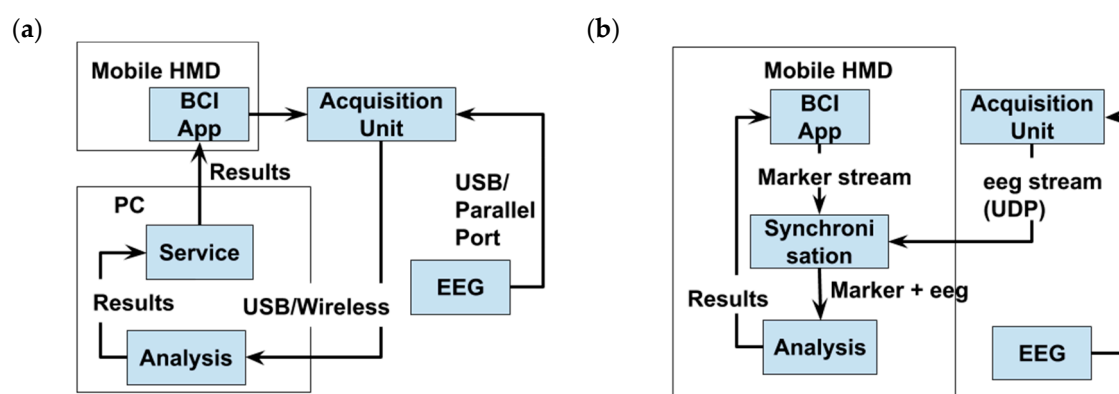 (a)
Mobile HMD
BCI
App
Acquisition
Unit
Results
USB/
Parallel
Port
PC
Service
EEG
Results
USB/Wireless
Analysis
(b)
Mobile HMD
BCI
App
Acquisition
Unit
Marker stream
eeg stream
(UDP)
Synchroni
sation
Marker + eeg
Results
Analysis
EEG